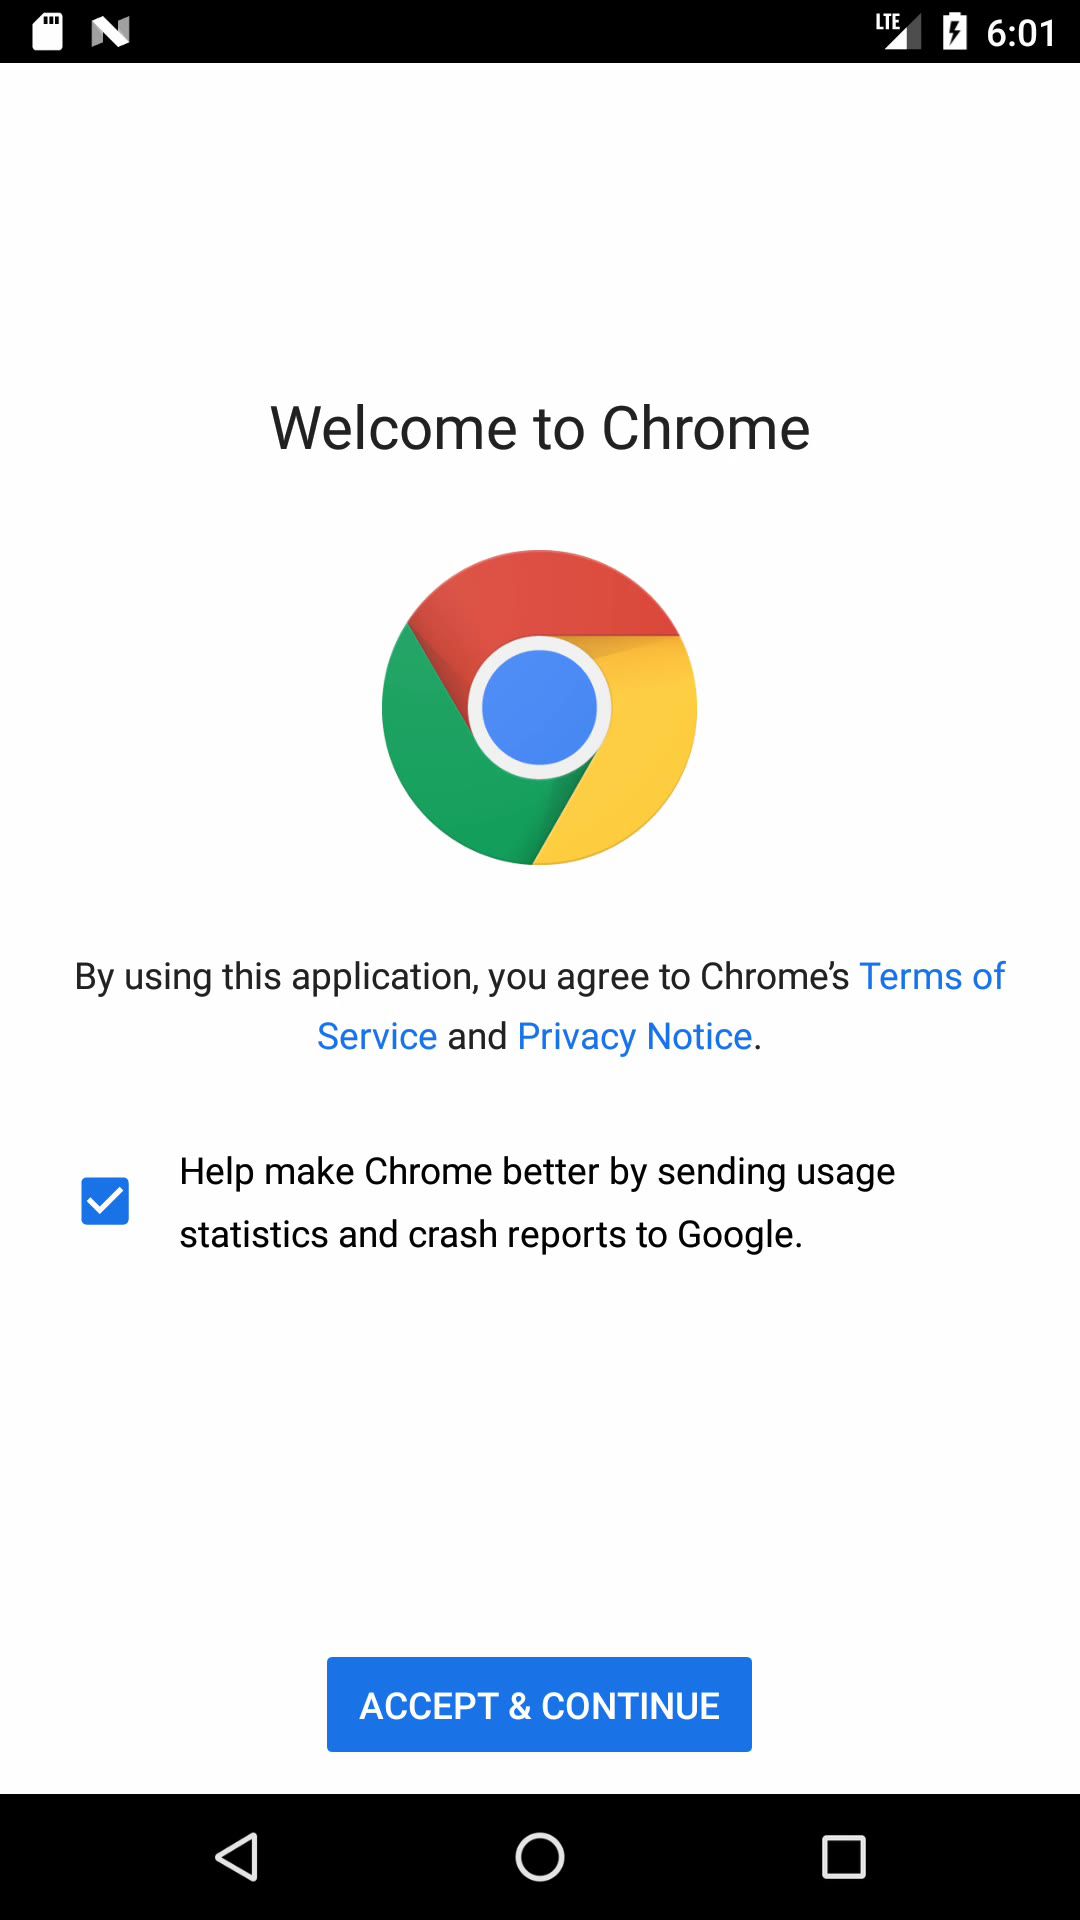 LTE 6:01
Welcome to Chrome
By using this application, you agree to Chrome’s Terms of
Service and Privacy Notice.
Help make Chrome better by sending usage
statistics and crash reports to Google.
ACCEPT & CONTINUE